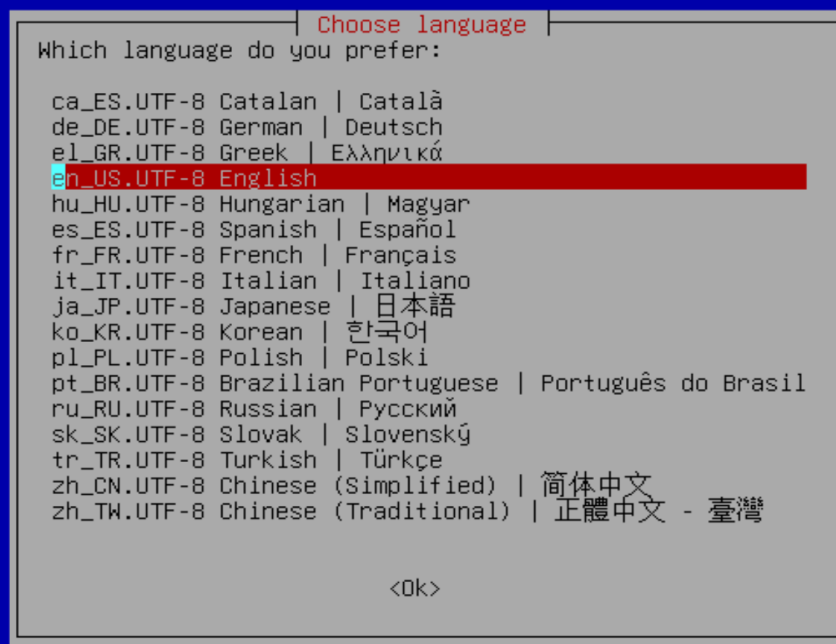 Choose language
Which language do you prefer:
ca_ES.UTF-8 Catalan | Català
de_DE.UTF-8 German | Deutsch
el_GR.UTF-8 Greek | Ελληνικά
en_US.UTF-8 English
hu_HU.UTF-8 Hungarian | Magyar
es_ES.UTF-8 Spanish | Español
fr_FR.UTF-8 French | Français
it_IT.UTF-8 Italian | Italiano
ja_JP.UTF-8 Japanese | 日本語
ko_KR.UTF-8 Korean | 한국어
pl_PL.UTF-8 Polish | Polski
pt_BR.UTF-8 Brazilian Portuguese | Português do Brasil
ru_RU.UTF-8 Russian | Русский
sk_SK.UTF-8 Slovak | Slovenský
tr_TR.UTF-8 Turkish | Türkçe
zh_CN.UTF-8 Chinese (Simplified) | 简体中文
zh_TW.UTF-8 Chinese (Traditional) | 正體中文 - 臺灣
<Ok>